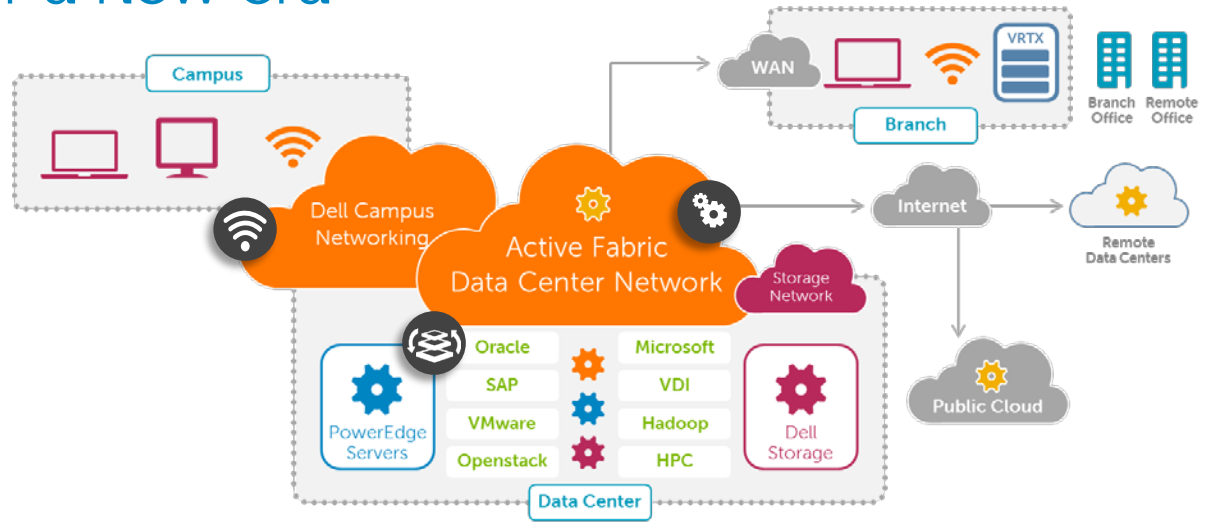 a New era
Campus
WAN
VRTX
Branch
Branch
Office
Remote
Office
Dell Campus
Networking
Active Fabric
Data Center Network
Internet
Remote
Data Centers
Storage
Network
Oracle
Microsoft
SAP
VDI
VMware
Hadoop
Openstack
HPC
PowerEdge
Servers
Dell
Storage
Public Cloud
Data Center